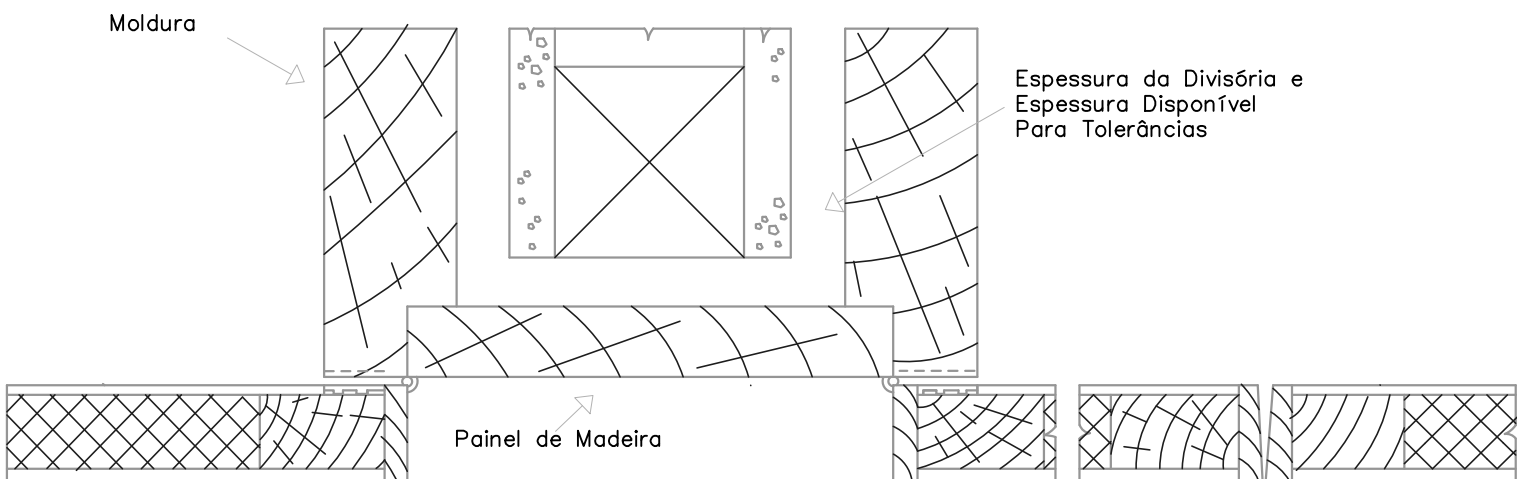 Moldura
Espessura da Divisória e
Espessura Disponível
Para Tolerâncias
Painel de Madeira